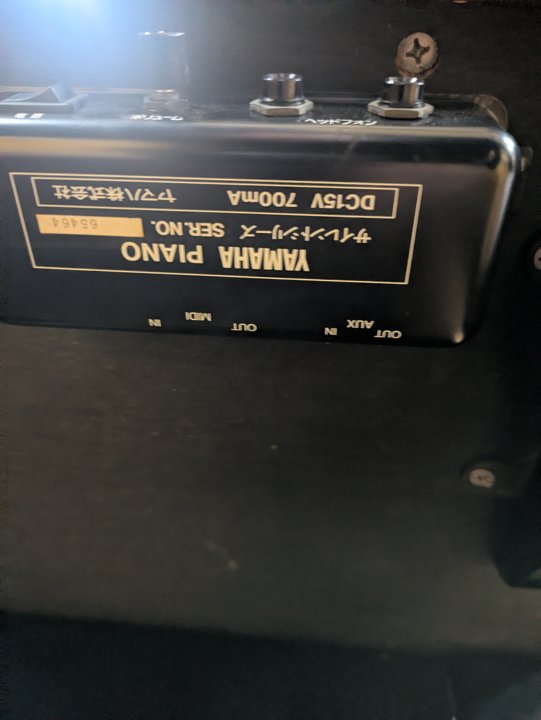 OUT AUX IN OUT MIDI IN
YAMAHA PIANO
サイレントシリーズ SER.NO. 65464
DC15V 700mA ヤマハ株式会社